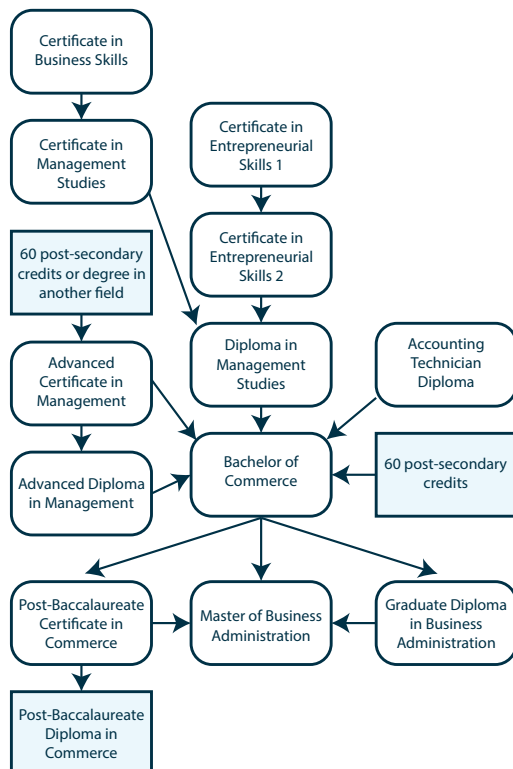 Certificate in
Business Skills
Certificate in
Management
Studies
Certificate in
Entrepreneurial
Skills 1
60 post-secondary
credits or degree in
another field
Certificate in
Entrepreneurial
Skills 2
Advanced
Certificate in
Management
Diploma in
Management
Studies
Accounting
Technician
Diploma
Advanced Diploma
in Management
Bachelor of
Commerce
60 post-secondary
credits
Post-Baccalaureate
Certificate in
Commerce
Master of Business
Administration
Graduate Diploma
in Business
Administration
Post-Baccalaureate
Diploma in
Commerce